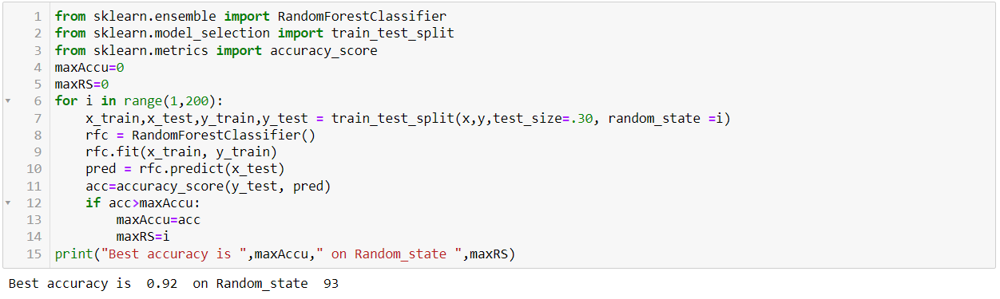 1 from sklearn.ensemble import RandomForestClassifier
2 from sklearn.model_selection import train_test_split
3 from sklearn.metrics import accuracy_score
4 maxAccu=0
5 maxRS=0
6 for i in range(1,200):
7     x_train,x_test,y_train,y_test = train_test_split(x,y,test_size=.30, random_state =i)
8     rfc = RandomForestClassifier()
9     rfc.fit(x_train, y_train)
10     pred = rfc.predict(x_test)
11     acc=accuracy_score(y_test, pred)
12     if acc>maxAccu:
13         maxAccu=acc
14         maxRS=i
15 print("Best accuracy is ",maxAccu," on Random_state ",maxRS)
Best accuracy is  0.92  on Random_state  93